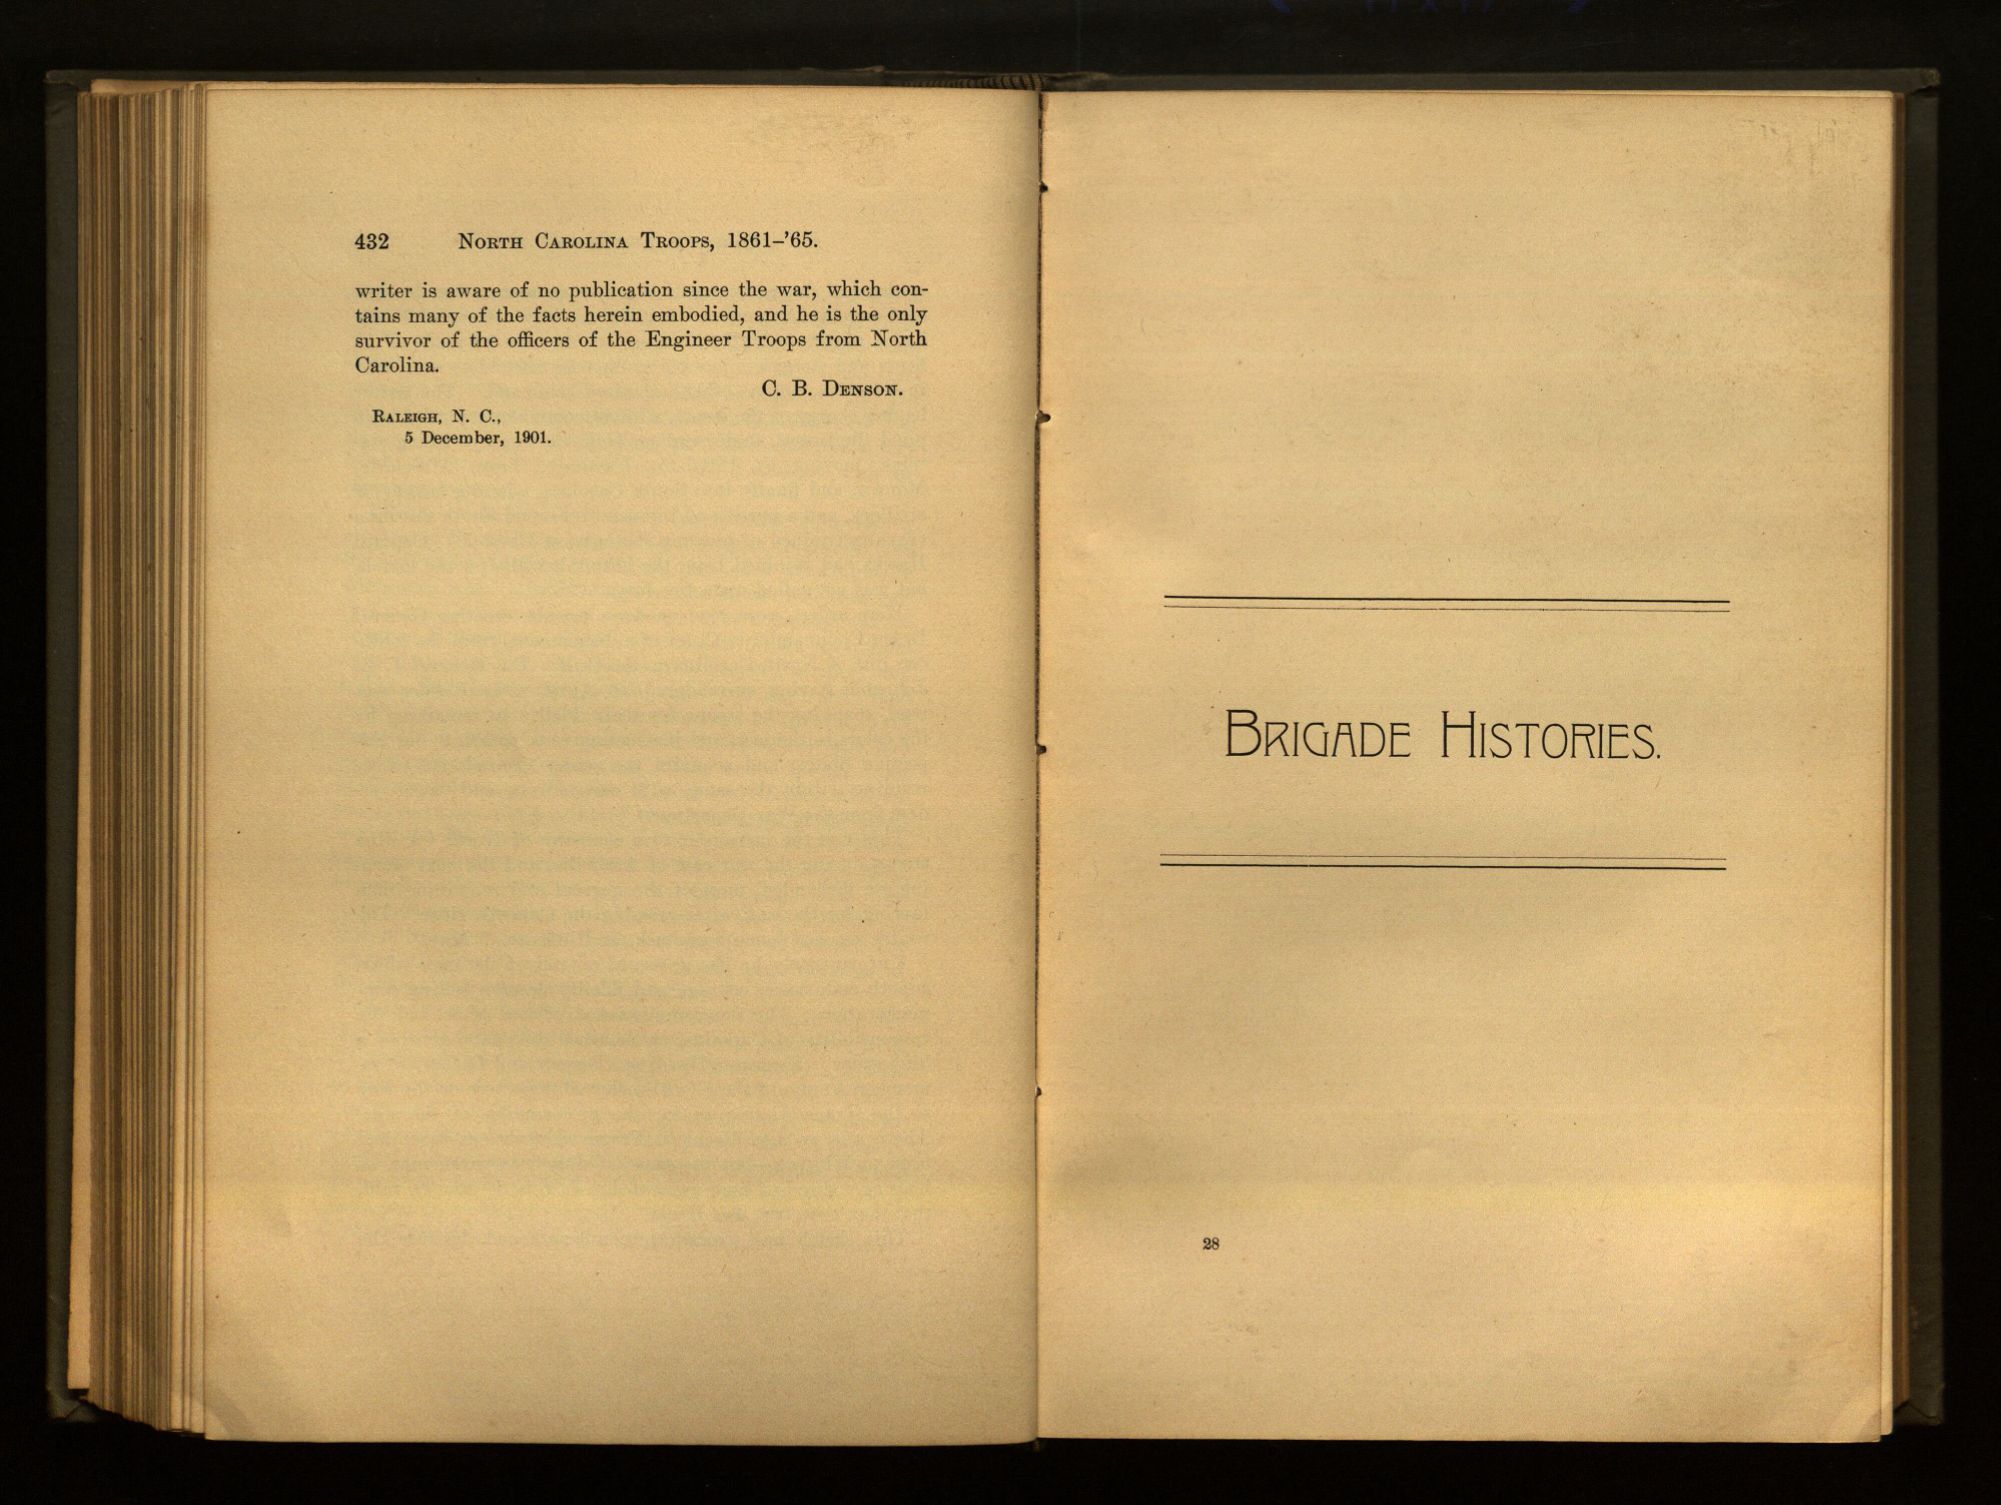 432 North Carolina Troops, 1861–'65.
writer is aware of no publication since the war, which con-
tains many of the facts herein embodied, and he is the only
survivor of the officers of the Engineer Troops from North
Carolina.
C. B. Denson.
Raleigh, N. C.,
5 December, 1901.
Brigade Histories.
28